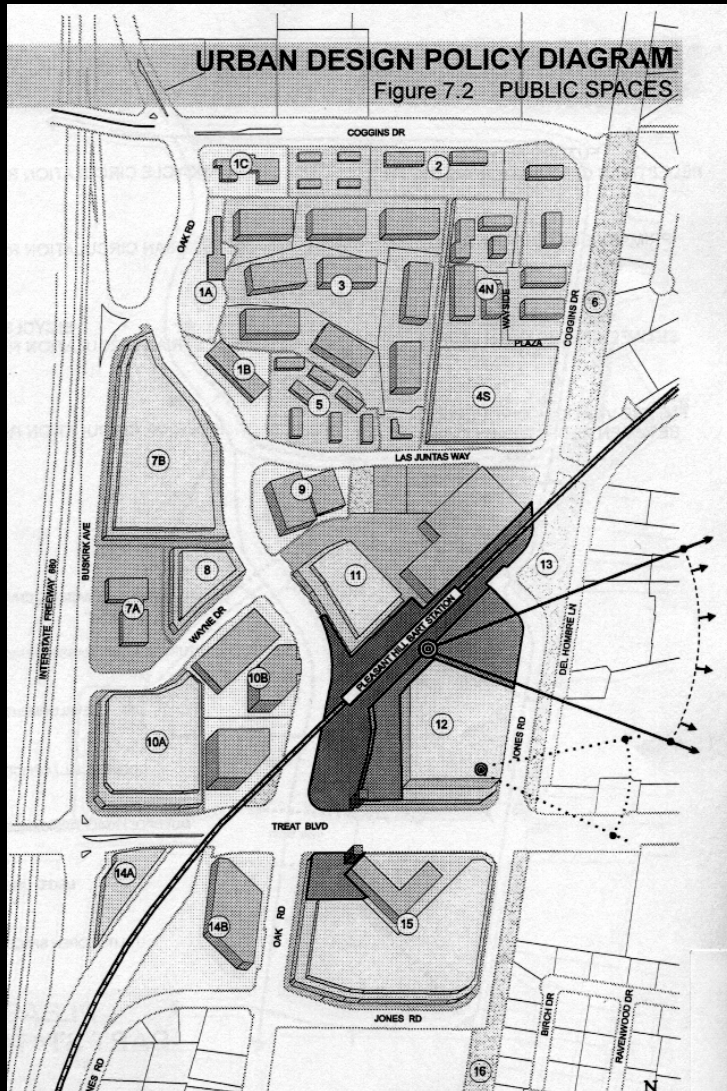 URBAN DESIGN POLICY DIAGRAM
Figure 7.2 PUBLIC SPACES
COGGINS DR
1C
2
OAK RD
1A
3
4N
WAYSIDE
PLAZA
COGGINS DR
6
1B
5
4S
7B
LAS JUNTAS WAY
9
BUSKIRK AVE
INTERSTATE FREEWAY 680
8
11
13
7A
WAYNE DR
PLEASANT HILL BART STATION
DEL HOMBRE LN
10B
10A
12
JONES RD
TREAT BLVD
14A
14B
OAK RD
15
JONES RD
BIRCH DR
RAVENWOOD DR
16